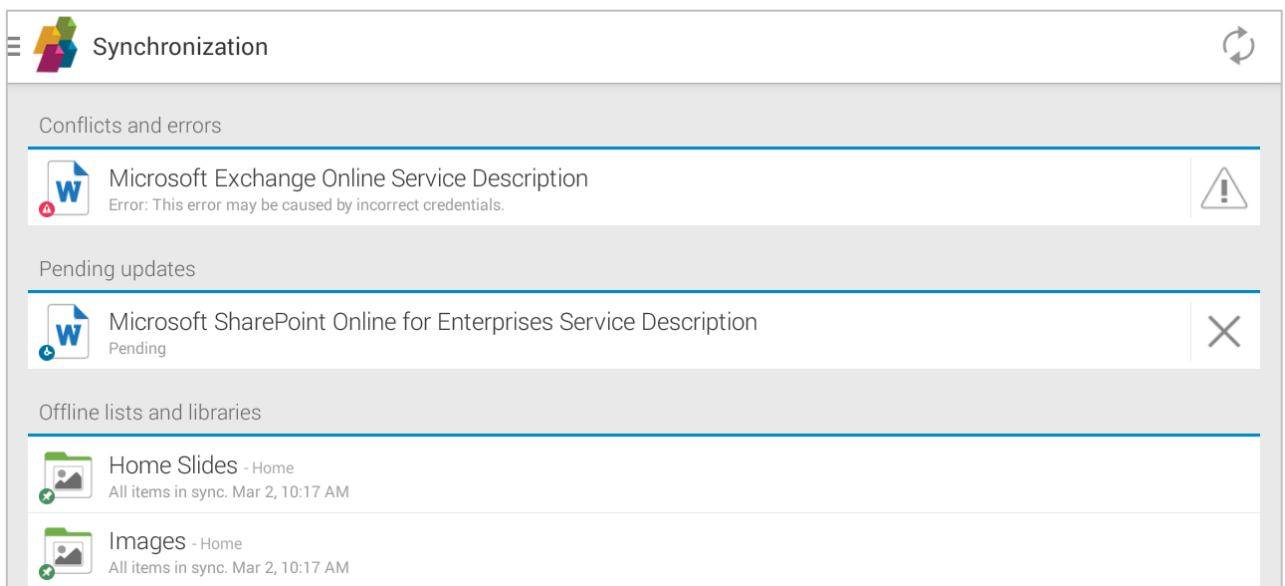 Synchronization
Conflicts and errors
W
Microsoft Exchange Online Service Description
Error: This error may be caused by incorrect credentials.
Pending updates
W
Microsoft SharePoint Online for Enterprises Service Description
Pending
Offline lists and libraries
Home Slides - Home
All items in sync. Mar 2, 10:17 AM
Images - Home
All items in sync. Mar 2, 10:17 AM